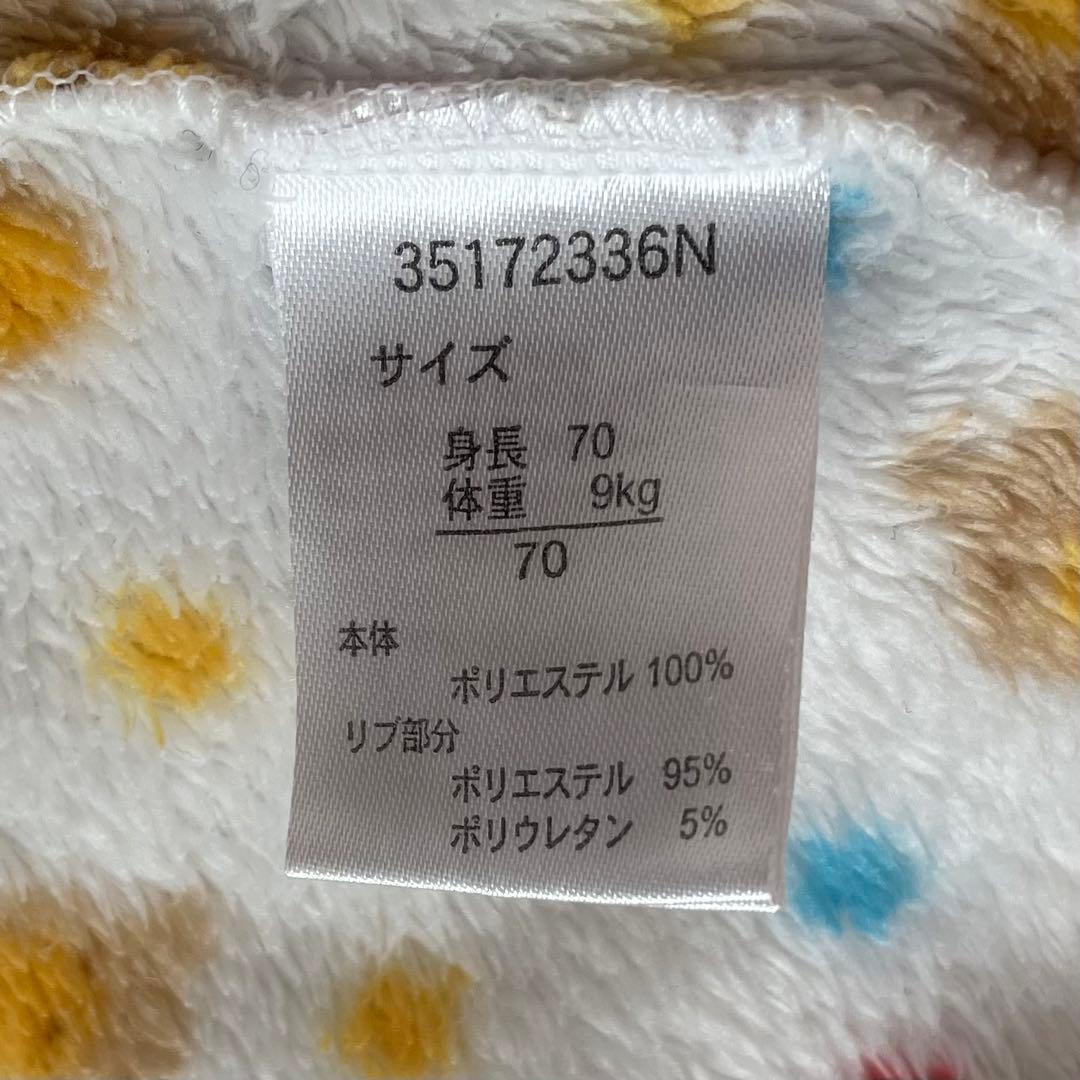 35172336N
サイズ
身長 70
体重 9kg
70
本体
ポリエステル 100%
リブ部分
ポリエステル 95%
ポリウレタン 5%